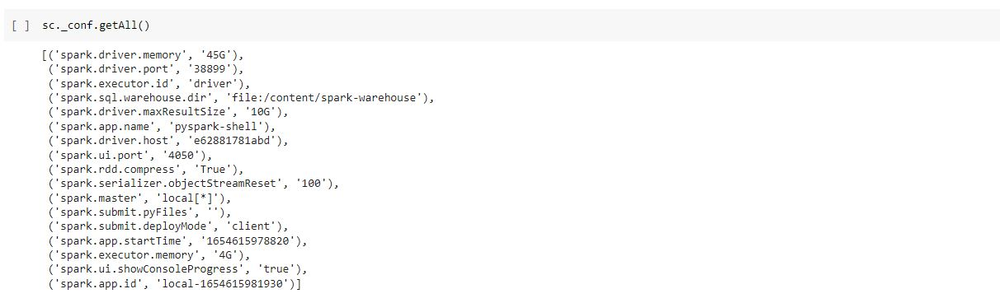 [ ] sc._conf.getAll()
[('spark.driver.memory', '45G'),
('spark.driver.port', '38899'),
('spark.executor.id', 'driver'),
('spark.sql.warehouse.dir', 'file:/content/spark-warehouse'),
('spark.driver.maxResultSize', '10G'),
('spark.app.name', 'pyspark-shell'),
('spark.driver.host', 'e62881781abd'),
('spark.ui.port', '4050'),
('spark.rdd.compress', 'True'),
('spark.serializer.objectStreamReset', '100'),
('spark.master', 'local[*]'),
('spark.submit.pyFiles', ''),
('spark.submit.deployMode', 'client'),
('spark.app.startTime', '1654615978820'),
('spark.executor.memory', '4G'),
('spark.ui.showConsoleProgress', 'true'),
('spark.app.id', 'local-1654615981930')]